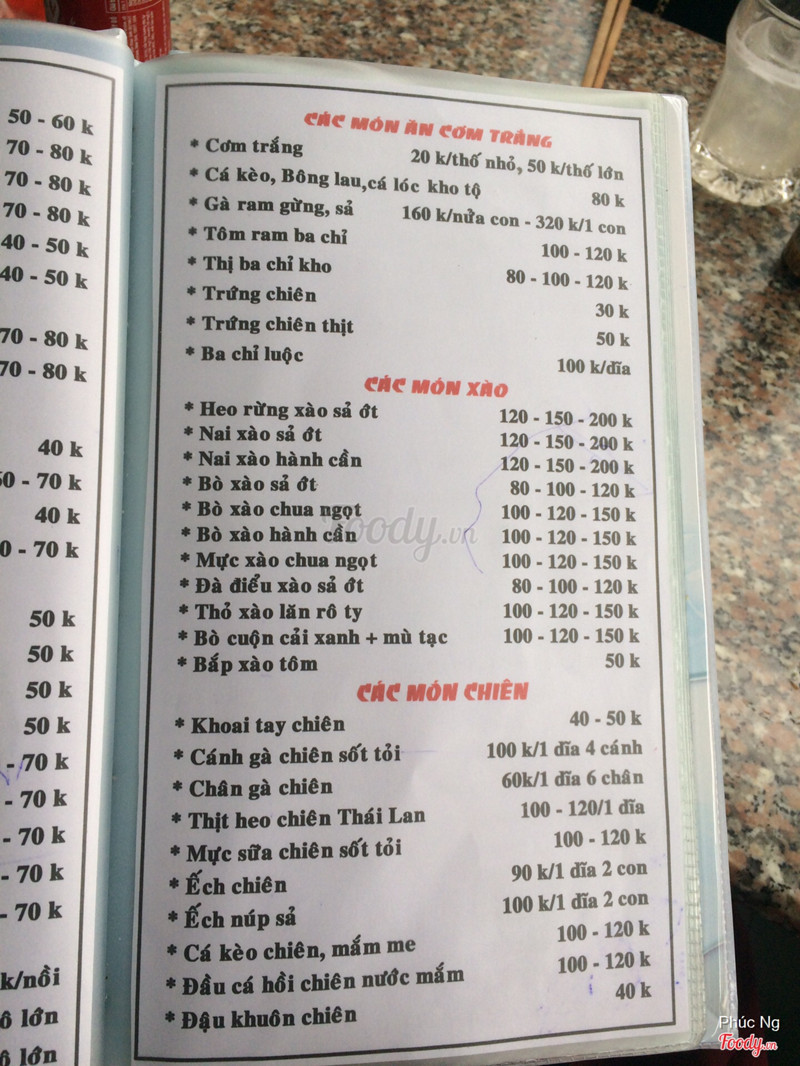 50 - 60 k
70 - 80 k
70 - 80 k
70 - 80 k
40 - 50 k
40 - 50 k
70 - 80 k
70 - 80 k
40 k
0 - 70 k
40 k
0 - 70 k
50 k
50 k
50 k
50 k
- 70 k
- 70 k
- 70 k
- 70 k
- 70 k
k/nồi
ô lớn
ô lớn
CÁC MÓN ĂN CƠM TRẮNG
* Cơm trắng 20 k/thố nhỏ, 50 k/thố lớn
* Cá kèo, Bông lau,cá lóc kho tộ 80 k
* Gà ram gừng, sả 160 k/nửa con - 320 k/1 con
* Tôm ram ba chỉ 100 - 120 k
* Thị ba chỉ kho 80 - 100 - 120 k
* Trứng chiên 30 k
* Trứng chiên thịt 50 k
* Ba chỉ luộc 100 k/dĩa
CÁC MÓN XÀO
* Heo rừng xào sả ớt 120 - 150 - 200 k
* Nai xào sả ớt 120 - 150 - 200 k
* Nai xào hành cần 120 - 150 - 200 k
* Bò xào sả ớt 80 - 100 - 120 k
* Bò xào chua ngọt 100 - 120 - 150 k
* Bò xào hành cần 100 - 120 - 150 k
* Mực xào chua ngọt 100 - 120 - 150 k
* Đà điểu xào sả ớt 80 - 100 - 120 k
* Thỏ xào lăn rô ty 100 - 120 - 150 k
* Bò cuộn cải xanh + mù tạc 100 - 120 - 150 k
* Bắp xào tôm 50 k
CÁC MÓN CHIÊN
* Khoai tay chiên 40 - 50 k
* Cánh gà chiên sốt tỏi 100 k/1 dĩa 4 cánh
* Chân gà chiên 60k/1 dĩa 6 chân
* Thịt heo chiên Thái Lan 100 - 120/1 dĩa
* Mực sữa chiên sốt tỏi 100 - 120 k
* Ếch chiên 90 k/1 dĩa 2 con
* Ếch núp sả 100 k/1 dĩa 2 con
* Cá kèo chiên, mắm me 100 - 120 k
* Đầu cá hồi chiên nước mắm 100 - 120 k
* Đậu khuôn chiên 40 k
foody.vn
Phúc Ng
Foody.vn